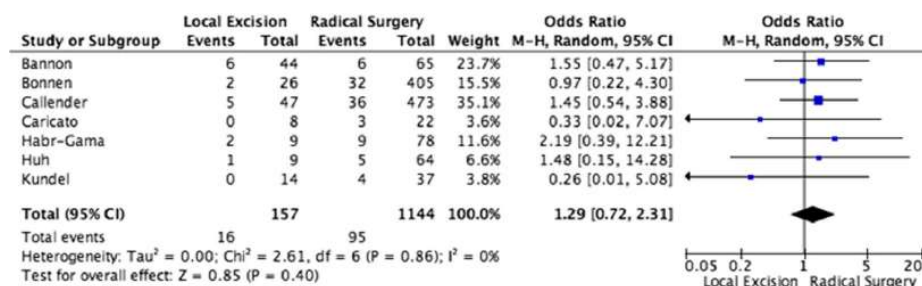 Local Excision Radical Surgery Odds Ratio Odds Ratio
Study or Subgroup Events Total Events Total Weight M-H, Random, 95% CI M-H, Random, 95% CI
Bannon 6 44 6 65 23.7% 1.55 [0.47, 5.17]
Bonnen 2 26 32 405 15.5% 0.97 [0.22, 4.30]
Callender 5 47 36 473 35.1% 1.45 [0.54, 3.88]
Caricato 0 8 3 22 3.6% 0.33 [0.02, 7.07]
Habr-Gama 2 9 9 78 11.6% 2.19 [0.39, 12.21]
Huh 1 9 5 64 6.6% 1.48 [0.15, 14.28]
Kundel 0 14 4 37 3.8% 0.26 [0.01, 5.08]
Total (95% CI) 157 1144 100.0% 1.29 [0.72, 2.31]
Total events 16 95
Heterogeneity: Tau² = 0.00; Chi² = 2.61, df = 6 (P = 0.86); I² = 0%
Test for overall effect: Z = 0.85 (P = 0.40)
0.05 0.2 1 5 20
Local Excision Radical Surgery